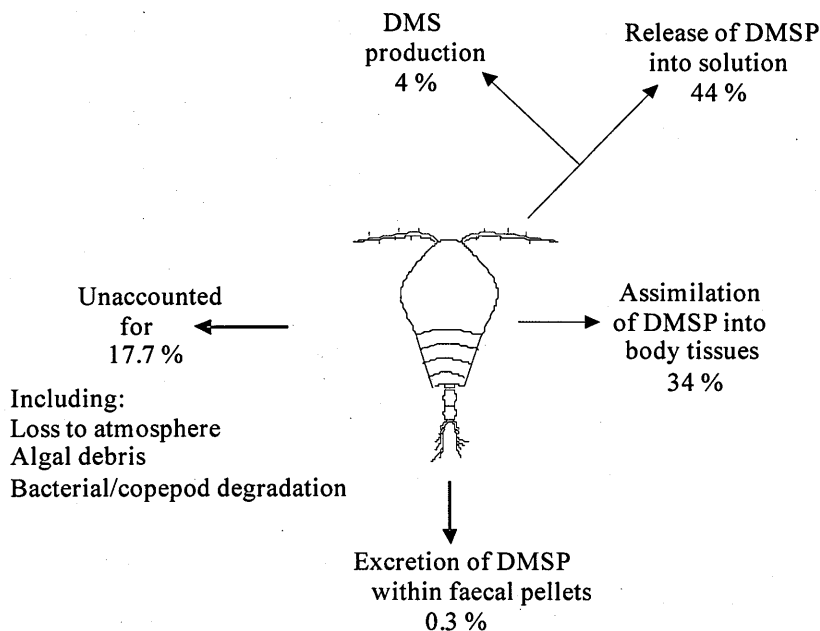 DMS
production
4 %
Release of DMSP
into solution
44 %
Unaccounted
for
17.7 %
Including:
Loss to atmosphere
Algal debris
Bacterial/copepod degradation
Assimilation
of DMSP into
body tissues
34 %
Excretion of DMSP
within faecal pellets
0.3 %